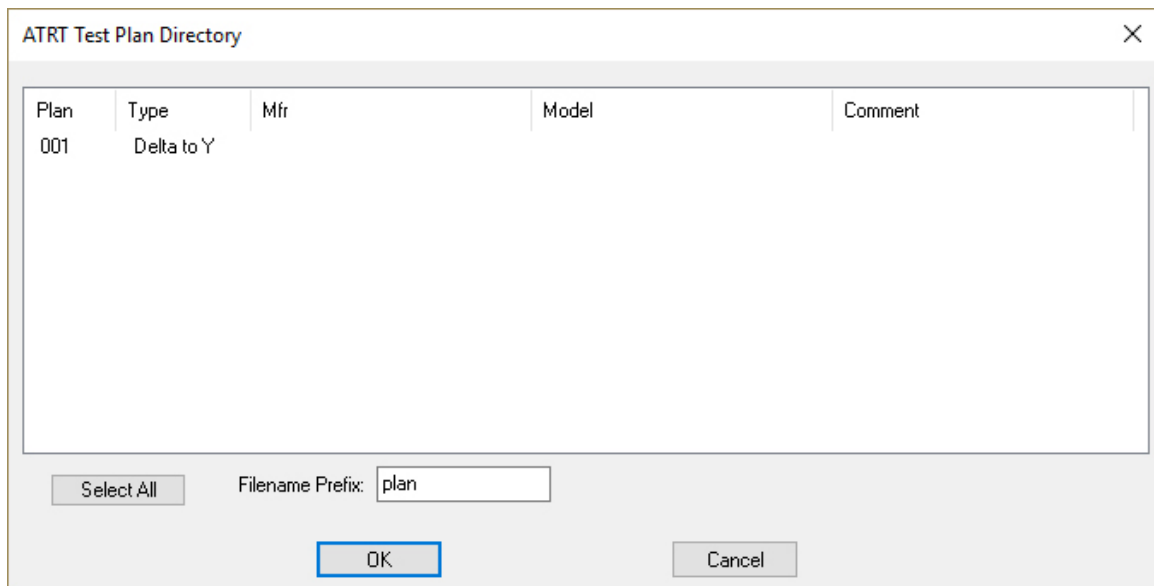 ATRT Test Plan Directory
Plan Type Mfr Model Comment
001 Delta to Y
Select All Filename Prefix: plan
OK Cancel